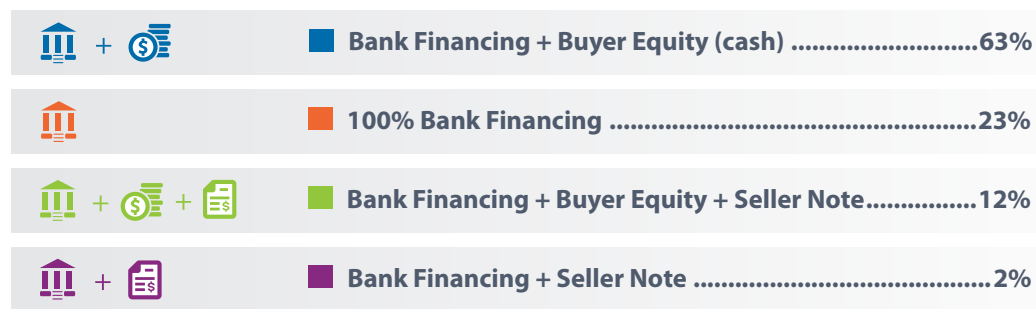 Bank Financing + Buyer Equity (cash) ............................63%
100% Bank Financing .......................................................23%
Bank Financing + Buyer Equity + Seller Note.................12%
Bank Financing + Seller Note ............................................. 2%